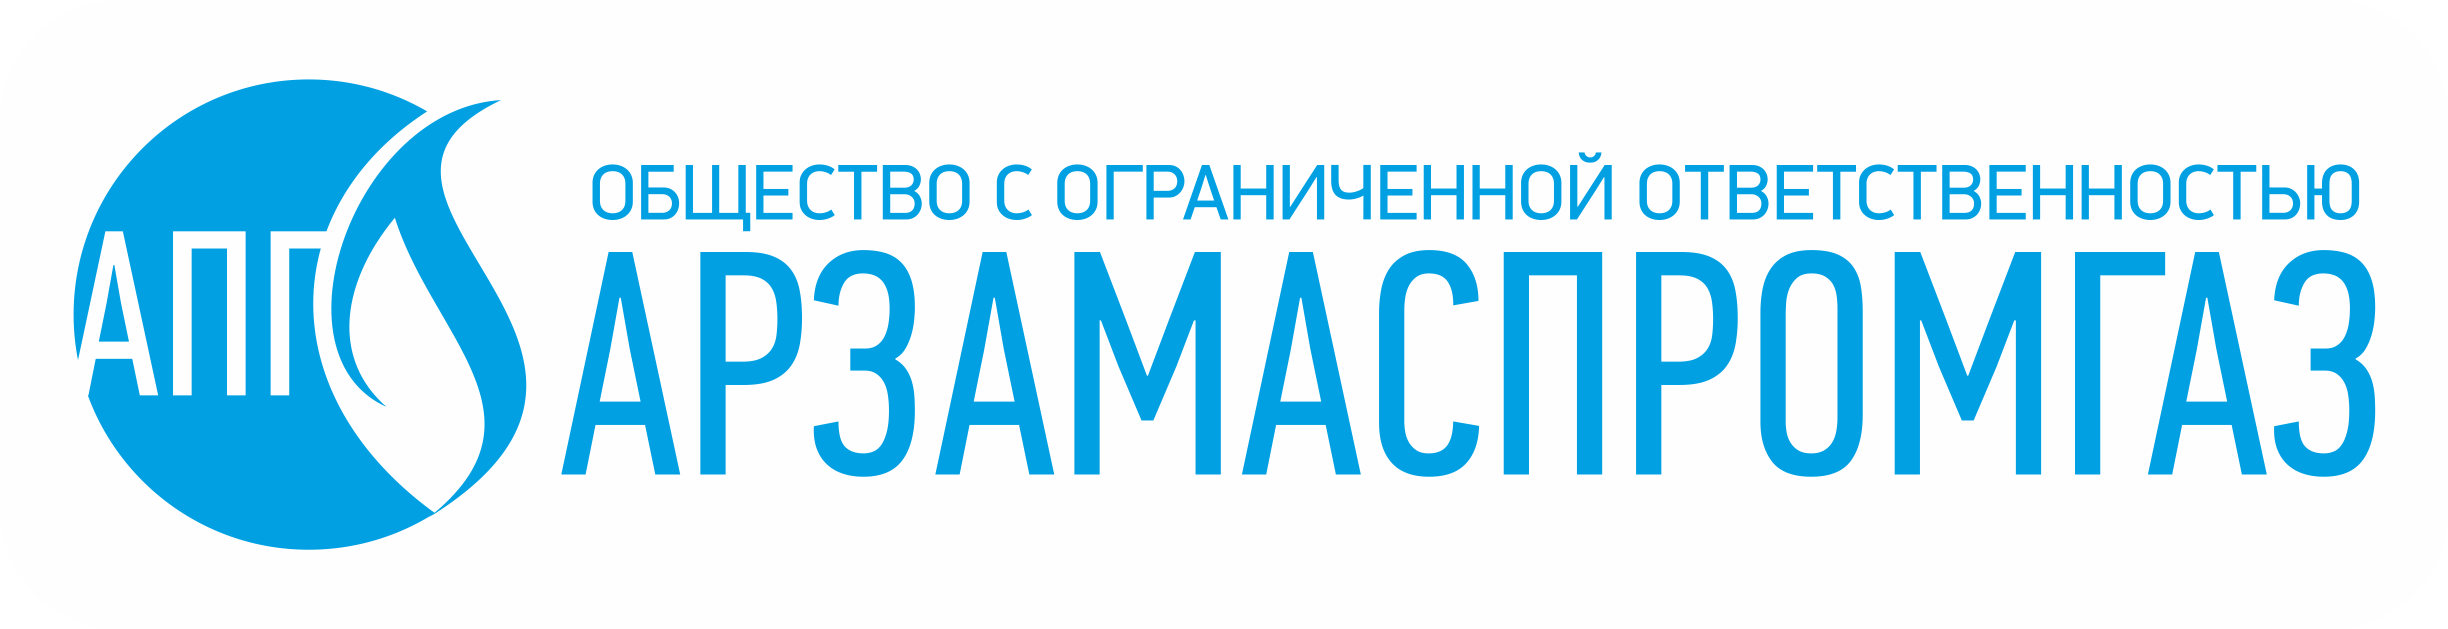 АПГ
ОБЩЕСТВО С ОГРАНИЧЕННОЙ ОТВЕТСТВЕННОСТЬЮ
АРЗАМАСПРОМГАЗ